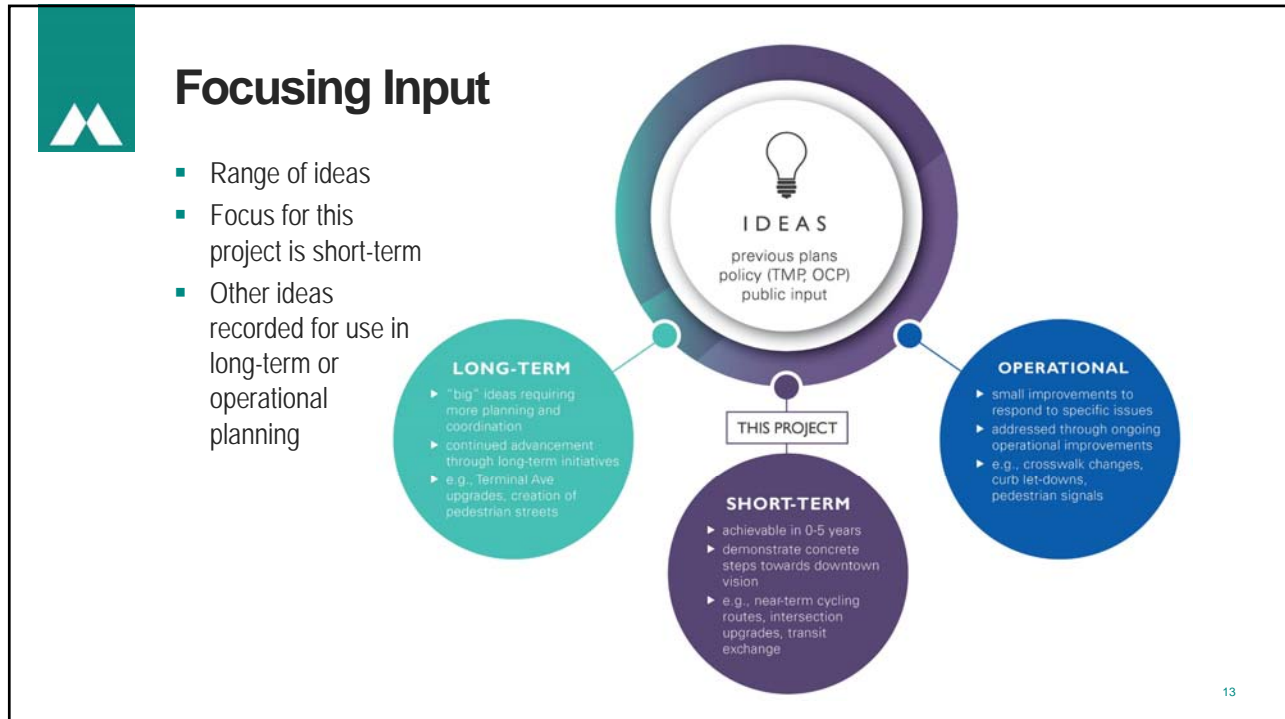 Focusing Input
▪ Range of ideas
▪ Focus for this
project is short-term
▪ Other ideas
recorded for use in
long-term or
operational
planning
IDEAS
previous plans
policy (TMP, OCP)
public input
LONG-TERM
▶ "big" ideas requiring
more planning and
coordination
▶ continued advancement
through long-term initiatives
▶ e.g., Terminal Ave
upgrades, creation of
pedestrian streets
THIS PROJECT
SHORT-TERM
▶ achievable in 0-5 years
▶ demonstrate concrete
steps towards downtown
vision
▶ e.g., near-term cycling
routes, intersection
upgrades, transit
exchange
OPERATIONAL
▶ small improvements to
respond to specific issues
▶ addressed through ongoing
operational improvements
▶ e.g., crosswalk changes,
curb let-downs,
pedestrian signals
13